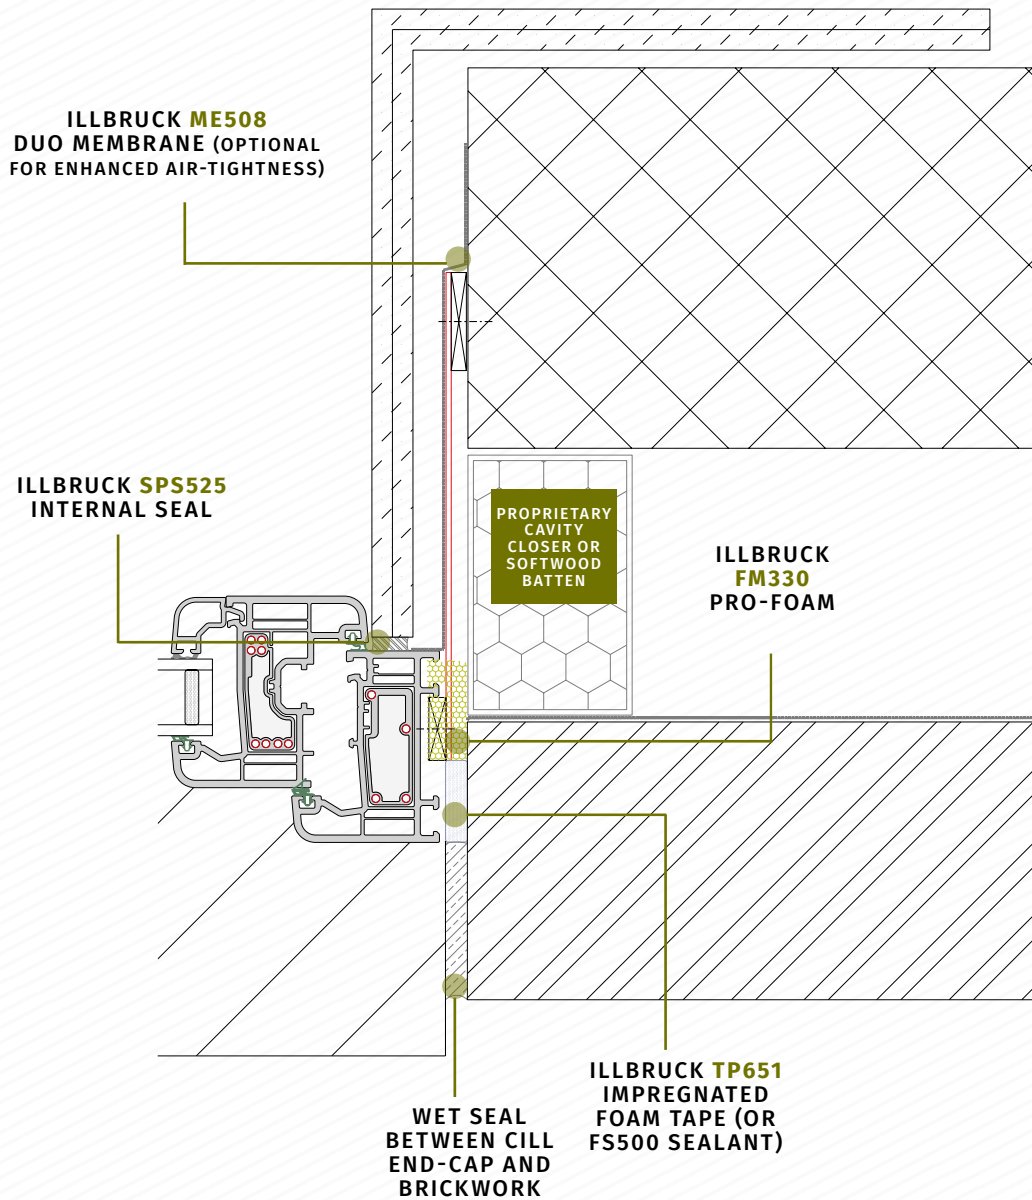 ILLBRUCK ME508
DUO MEMBRANE (OPTIONAL
FOR ENHANCED AIR-TIGHTNESS)
ILLBRUCK SPS525
INTERNAL SEAL
PROPRIETARY
CAVITY
CLOSER OR
SOFTWOOD
BATTEN
ILLBRUCK
FM330
PRO-FOAM
ILLBRUCK TP651
IMPREGNATED
FOAM TAPE (OR
FS500 SEALANT)
WET SEAL
BETWEEN CILL
END-CAP AND
BRICKWORK